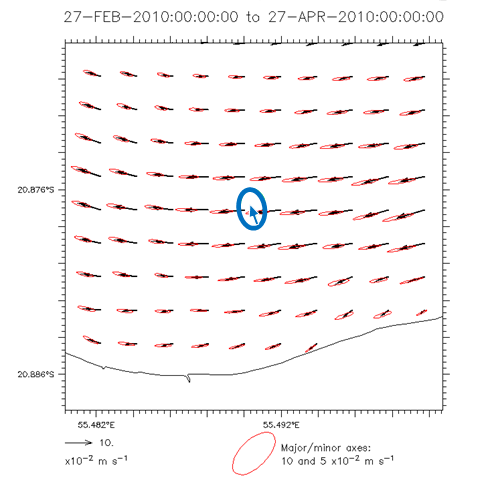 27-FEB-2010:00:00:00 to 27-APR-2010:00:00:00
20.876°S
20.886°S
55.482°E 55.492°E
10.
x10⁻² m s⁻¹
Major/minor axes:
10 and 5 x10⁻² m s⁻¹